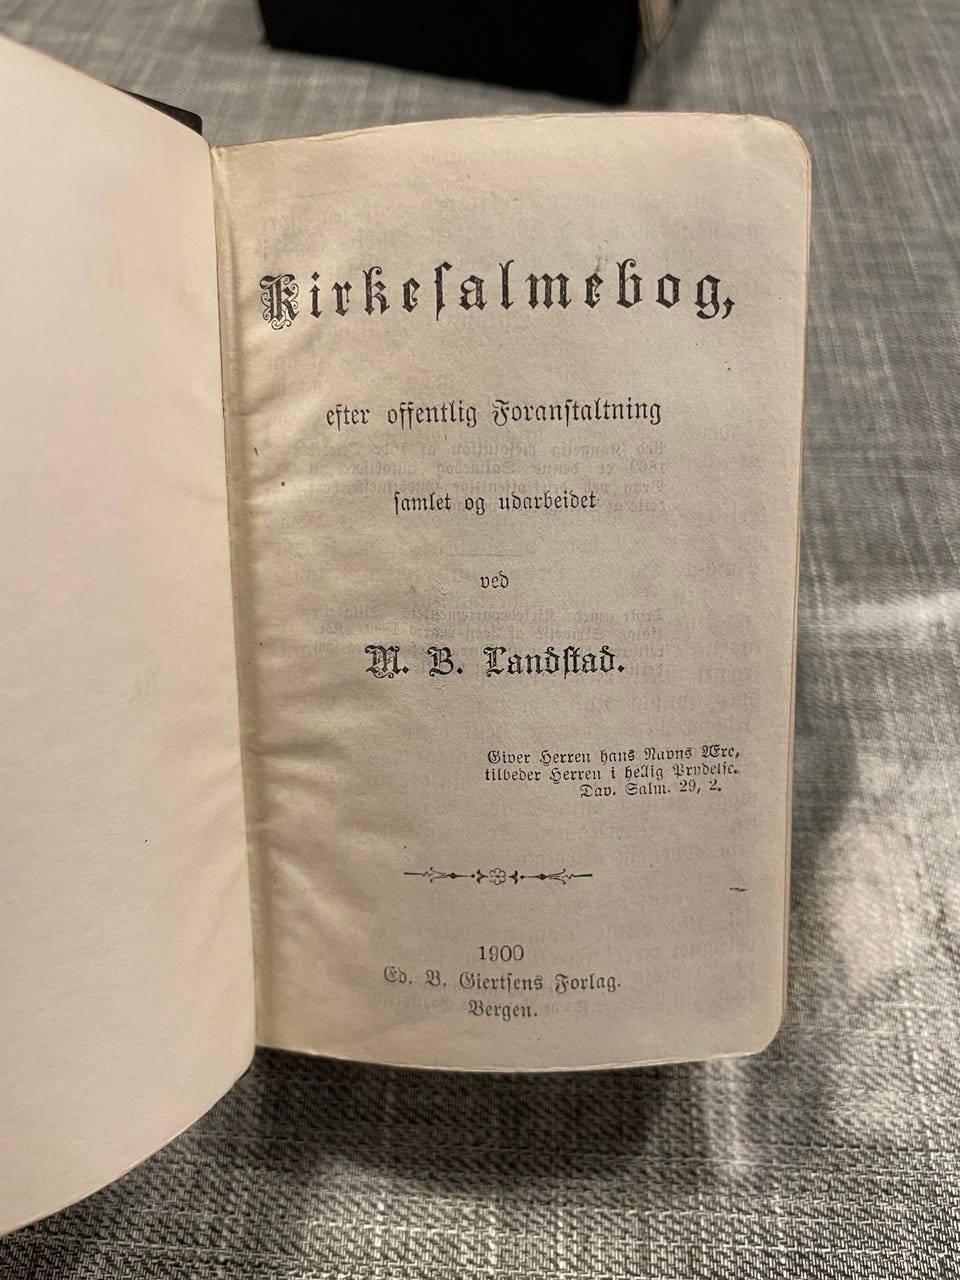 Kirkesalmebog,
efter offentlig Foranstaltning
samlet og udarbeidet
ved
M. B. Landstad.
Giver Herren hans Navns Ære,
tilbeder Herren i hellig Prydelse.
Dav. Salm. 29, 2.
1900
Ed. B. Giertsens Forlag.
Bergen.